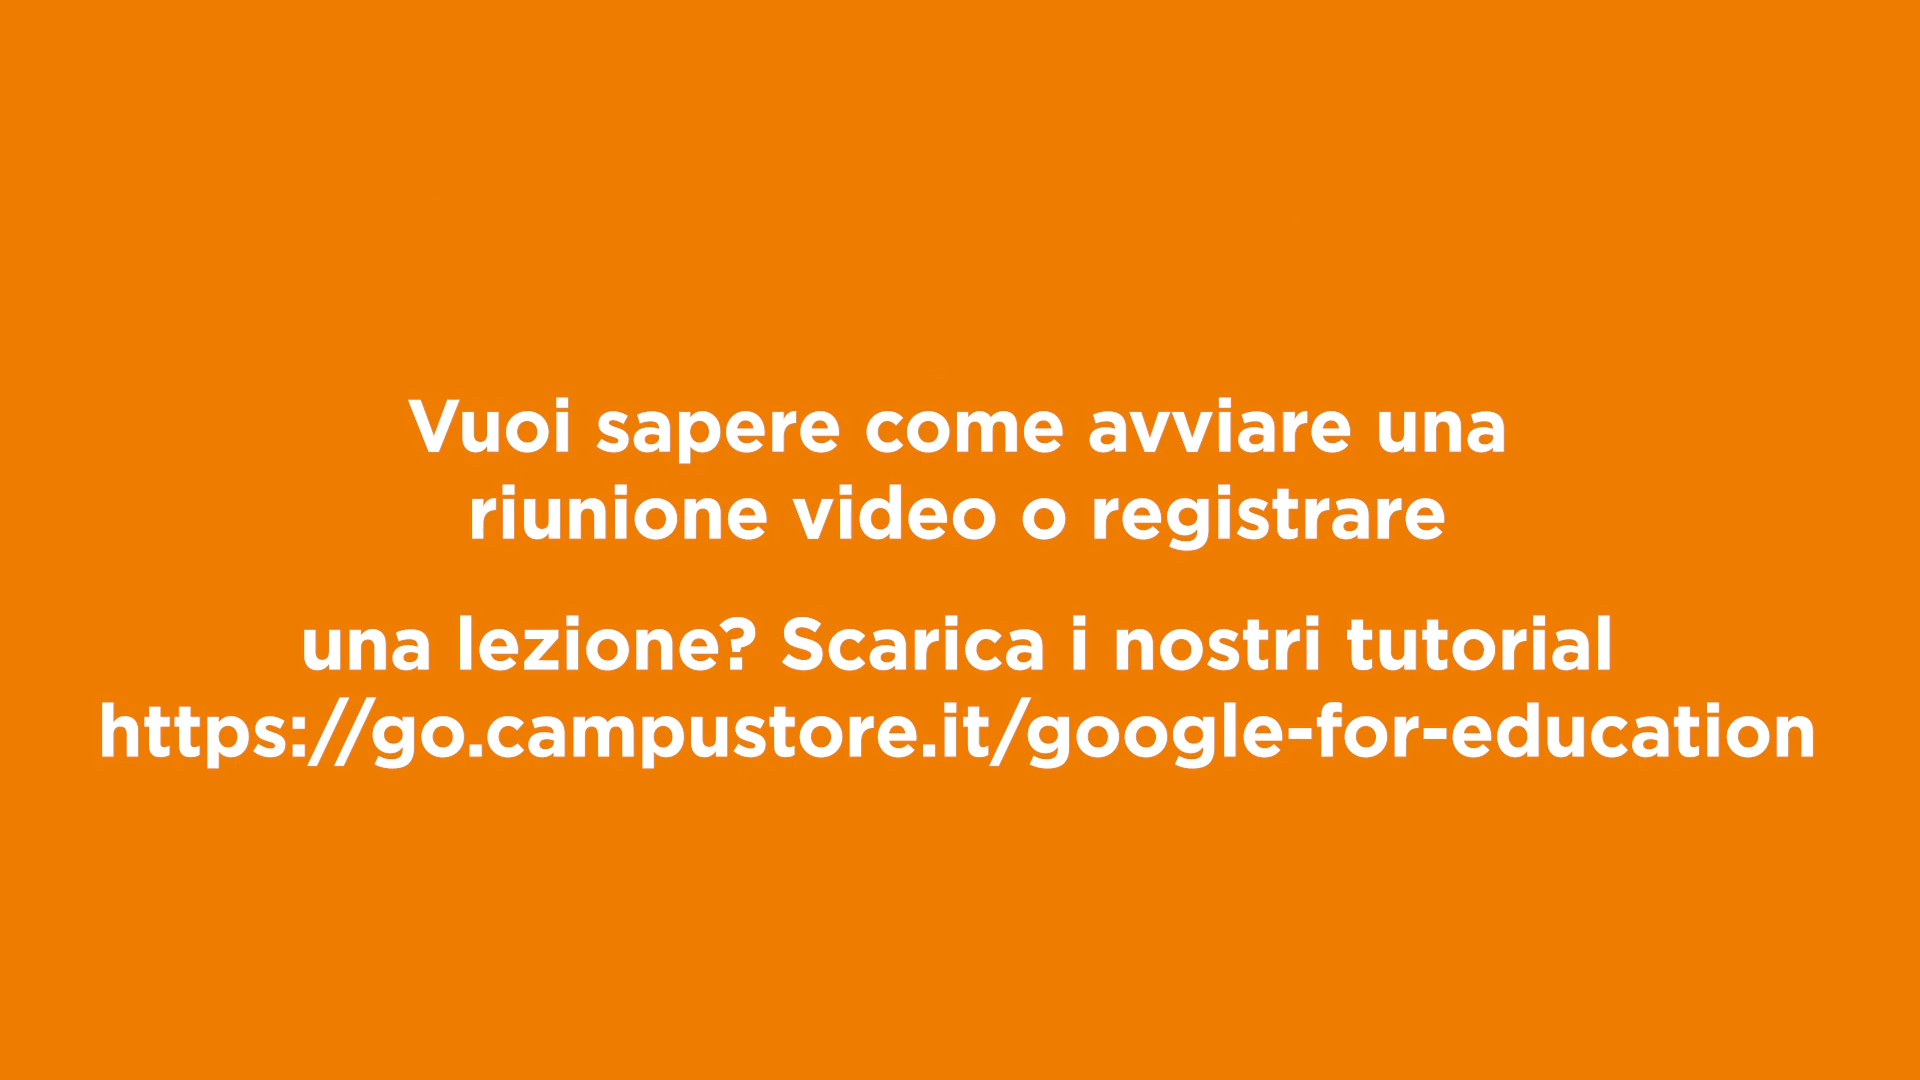 Vuoi sapere come avviare una
riunione video o registrare
una lezione? Scarica i nostri tutorial
https://go.campustore.it/google-for-education